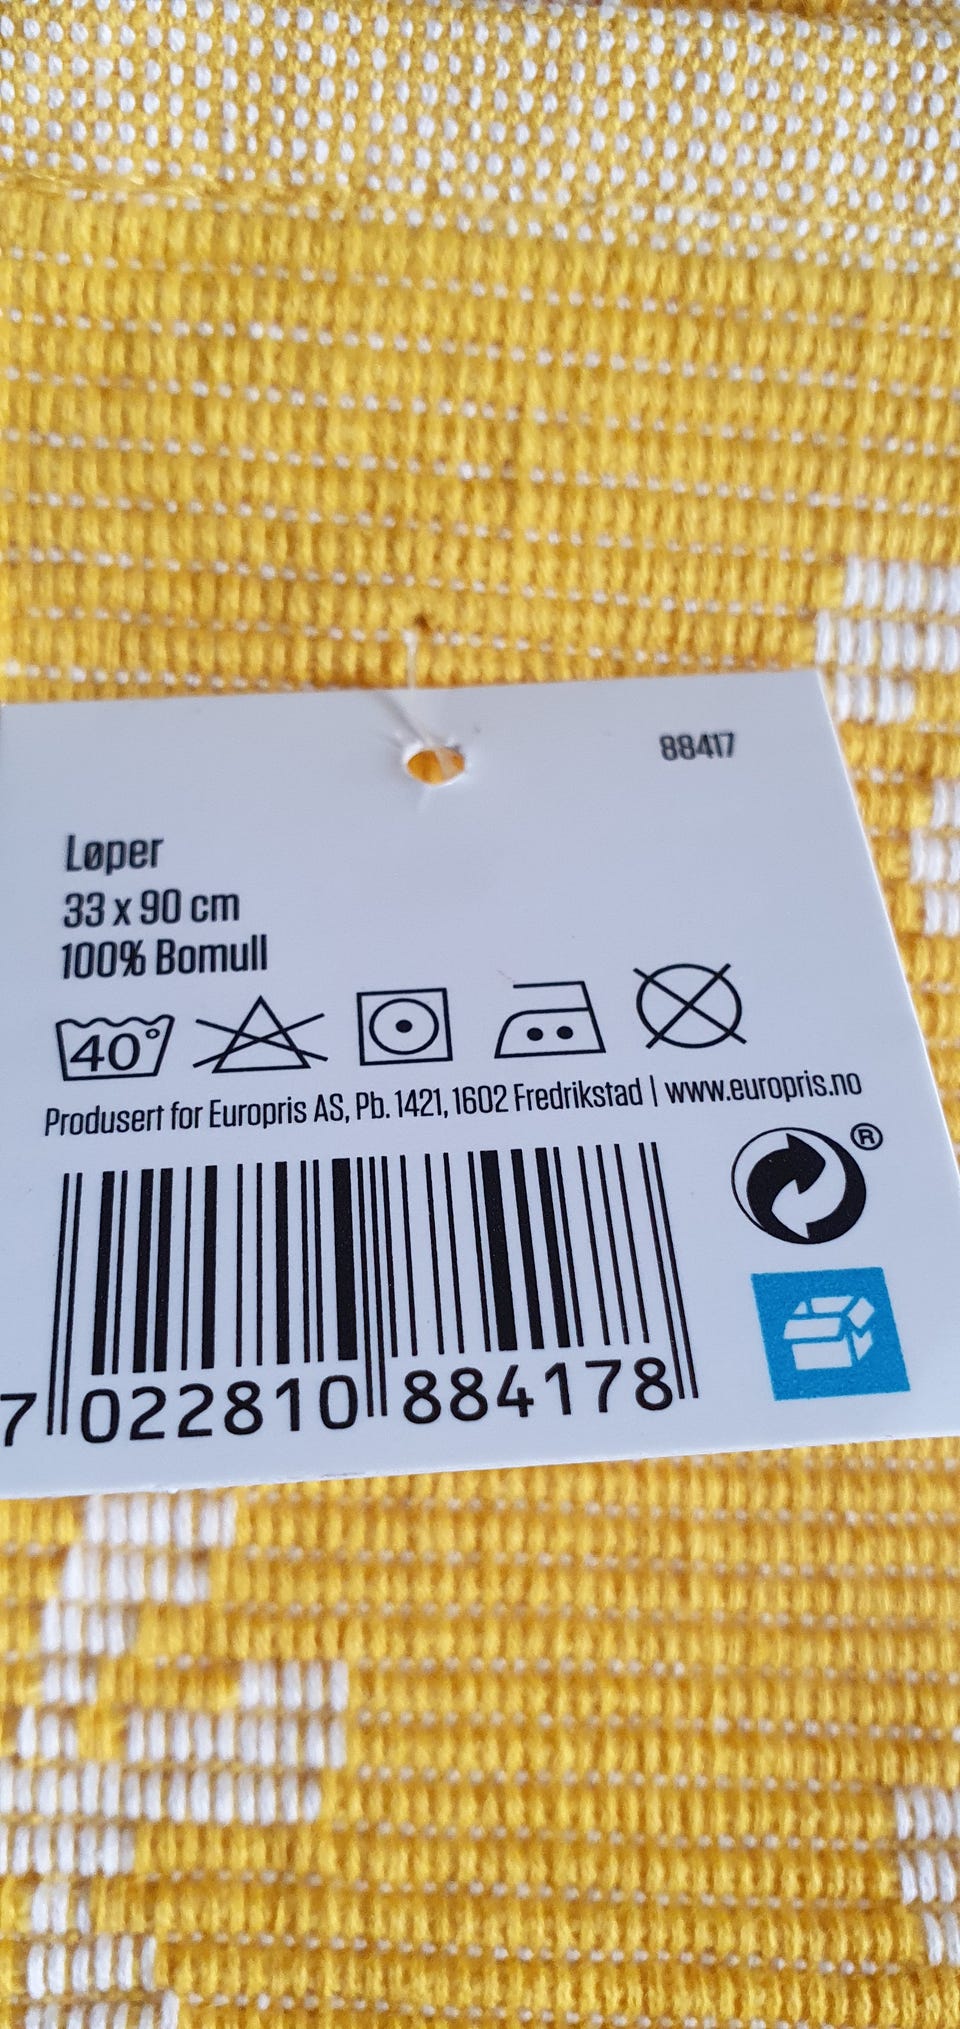 88417
Løper
33 x 90 cm
100% Bomull
40°
Produsert for Europris AS, Pb. 1421, 1602 Fredrikstad | www.europris.no
®
7 022810 884178